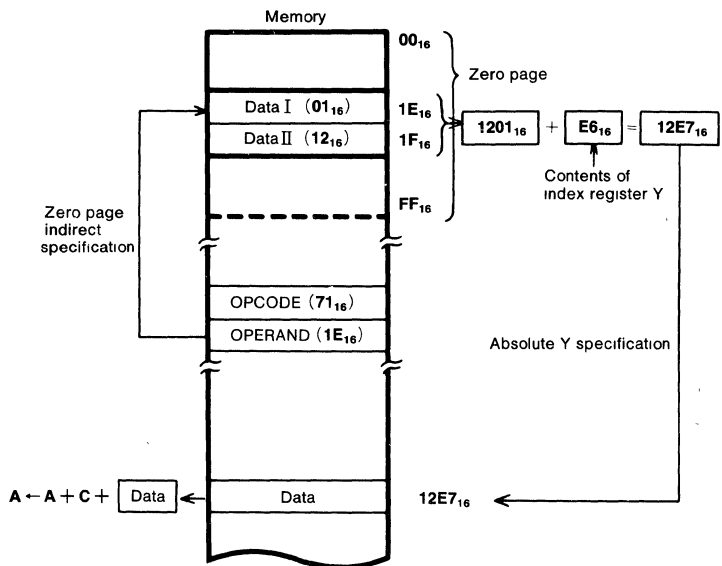 Memory
00₁₆
Zero page
Data I (01₁₆)
1E₁₆
Data II (12₁₆)
1F₁₆
1201₁₆ + E6₁₆ = 12E7₁₆
Contents of
index register Y
FF₁₆
Zero page
indirect
specification
OPCODE (71₁₆)
OPERAND (1E₁₆)
Absolute Y specification
A ← A + C + Data
Data
12E7₁₆